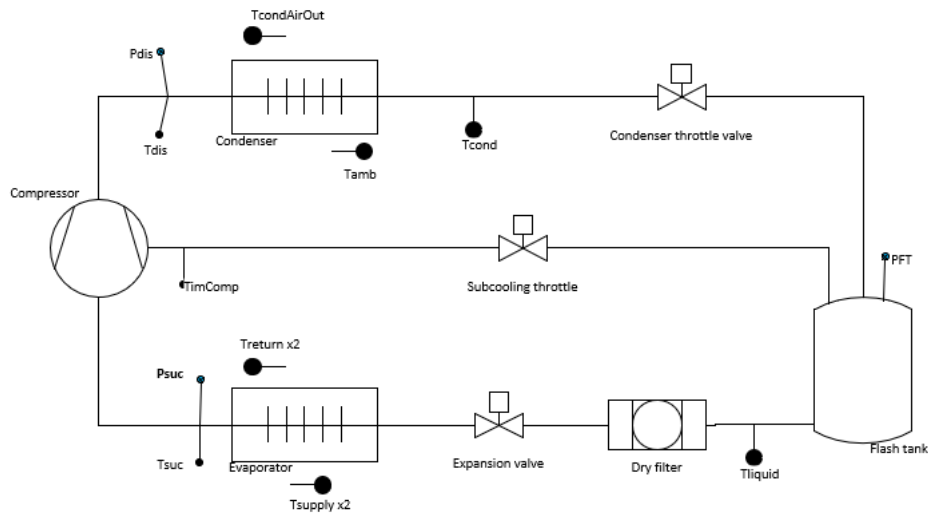 TcondAirOut
Pdis
Tdis
Condenser
Tamb
Tcond
Condenser throttle valve
Compressor
TimComp
Subcooling throttle
PFT
Treturn x2
Psuc
Tsuc
Evaporator
Tsupply x2
Expansion valve
Dry filter
Tliquid
Flash tank